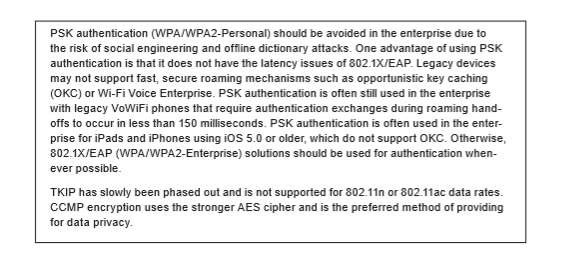 PSK authentication (WPA/WPA2-Personal) should be avoided in the enterprise due to
the risk of social engineering and offline dictionary attacks. One advantage of using PSK
authentication is that it does not have the latency issues of 802.1X/EAP. Legacy devices
may not support fast, secure roaming mechanisms such as opportunistic key caching
(OKC) or Wi-Fi Voice Enterprise. PSK authentication is often still used in the enterprise
with legacy VoWiFi phones that require authentication exchanges during roaming hand-
offs to occur in less than 150 milliseconds. PSK authentication is often used in the enter-
prise for iPads and iPhones using iOS 5.0 or older, which do not support OKC. Otherwise,
802.1X/EAP (WPA/WPA2-Enterprise) solutions should be used for authentication when-
ever possible.
TKIP has slowly been phased out and is not supported for 802.11n or 802.11ac data rates.
CCMP encryption uses the stronger AES cipher and is the preferred method of providing
for data privacy.